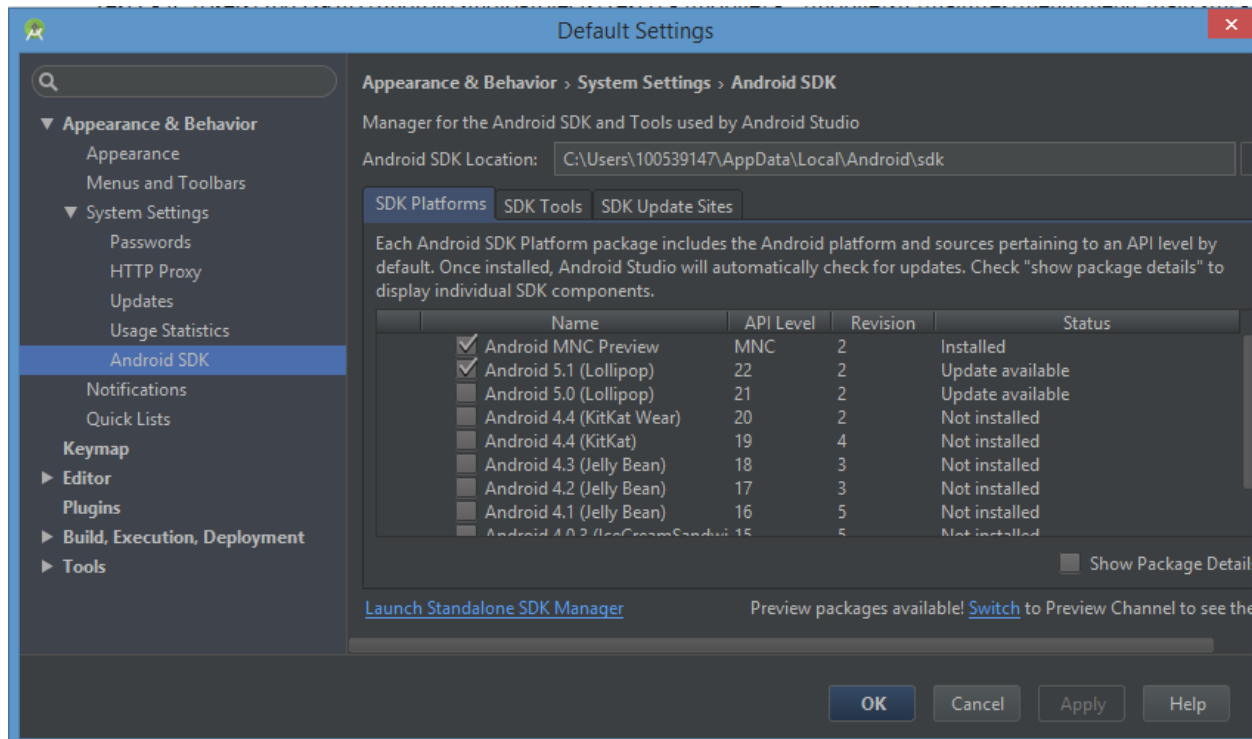 Default Settings
Appearance & Behavior
Appearance
Menus and Toolbars
System Settings
Passwords
HTTP Proxy
Updates
Usage Statistics
Android SDK
Notifications
Quick Lists
Keymap
Editor
Plugins
Build, Execution, Deployment
Tools
Appearance & Behavior › System Settings › Android SDK
Manager for the Android SDK and Tools used by Android Studio
Android SDK Location: C:\Users\100539147\AppData\Local\Android\sdk
SDK Platforms SDK Tools SDK Update Sites
Each Android SDK Platform package includes the Android platform and sources pertaining to an API level by
default. Once installed, Android Studio will automatically check for updates. Check "show package details" to
display individual SDK components.
Name API Level Revision Status
Android MNC Preview MNC 2 Installed
Android 5.1 (Lollipop) 22 2 Update available
Android 5.0 (Lollipop) 21 2 Update available
Android 4.4 (KitKat Wear) 20 2 Not installed
Android 4.4 (KitKat) 19 4 Not installed
Android 4.3 (Jelly Bean) 18 3 Not installed
Android 4.2 (Jelly Bean) 17 3 Not installed
Android 4.1 (Jelly Bean) 16 5 Not installed
Android 4.0.3 (IceCreamSandwi 15 5 Not installed
Show Package Detail
Launch Standalone SDK Manager Preview packages available! Switch to Preview Channel to see the
OK Cancel Apply Help